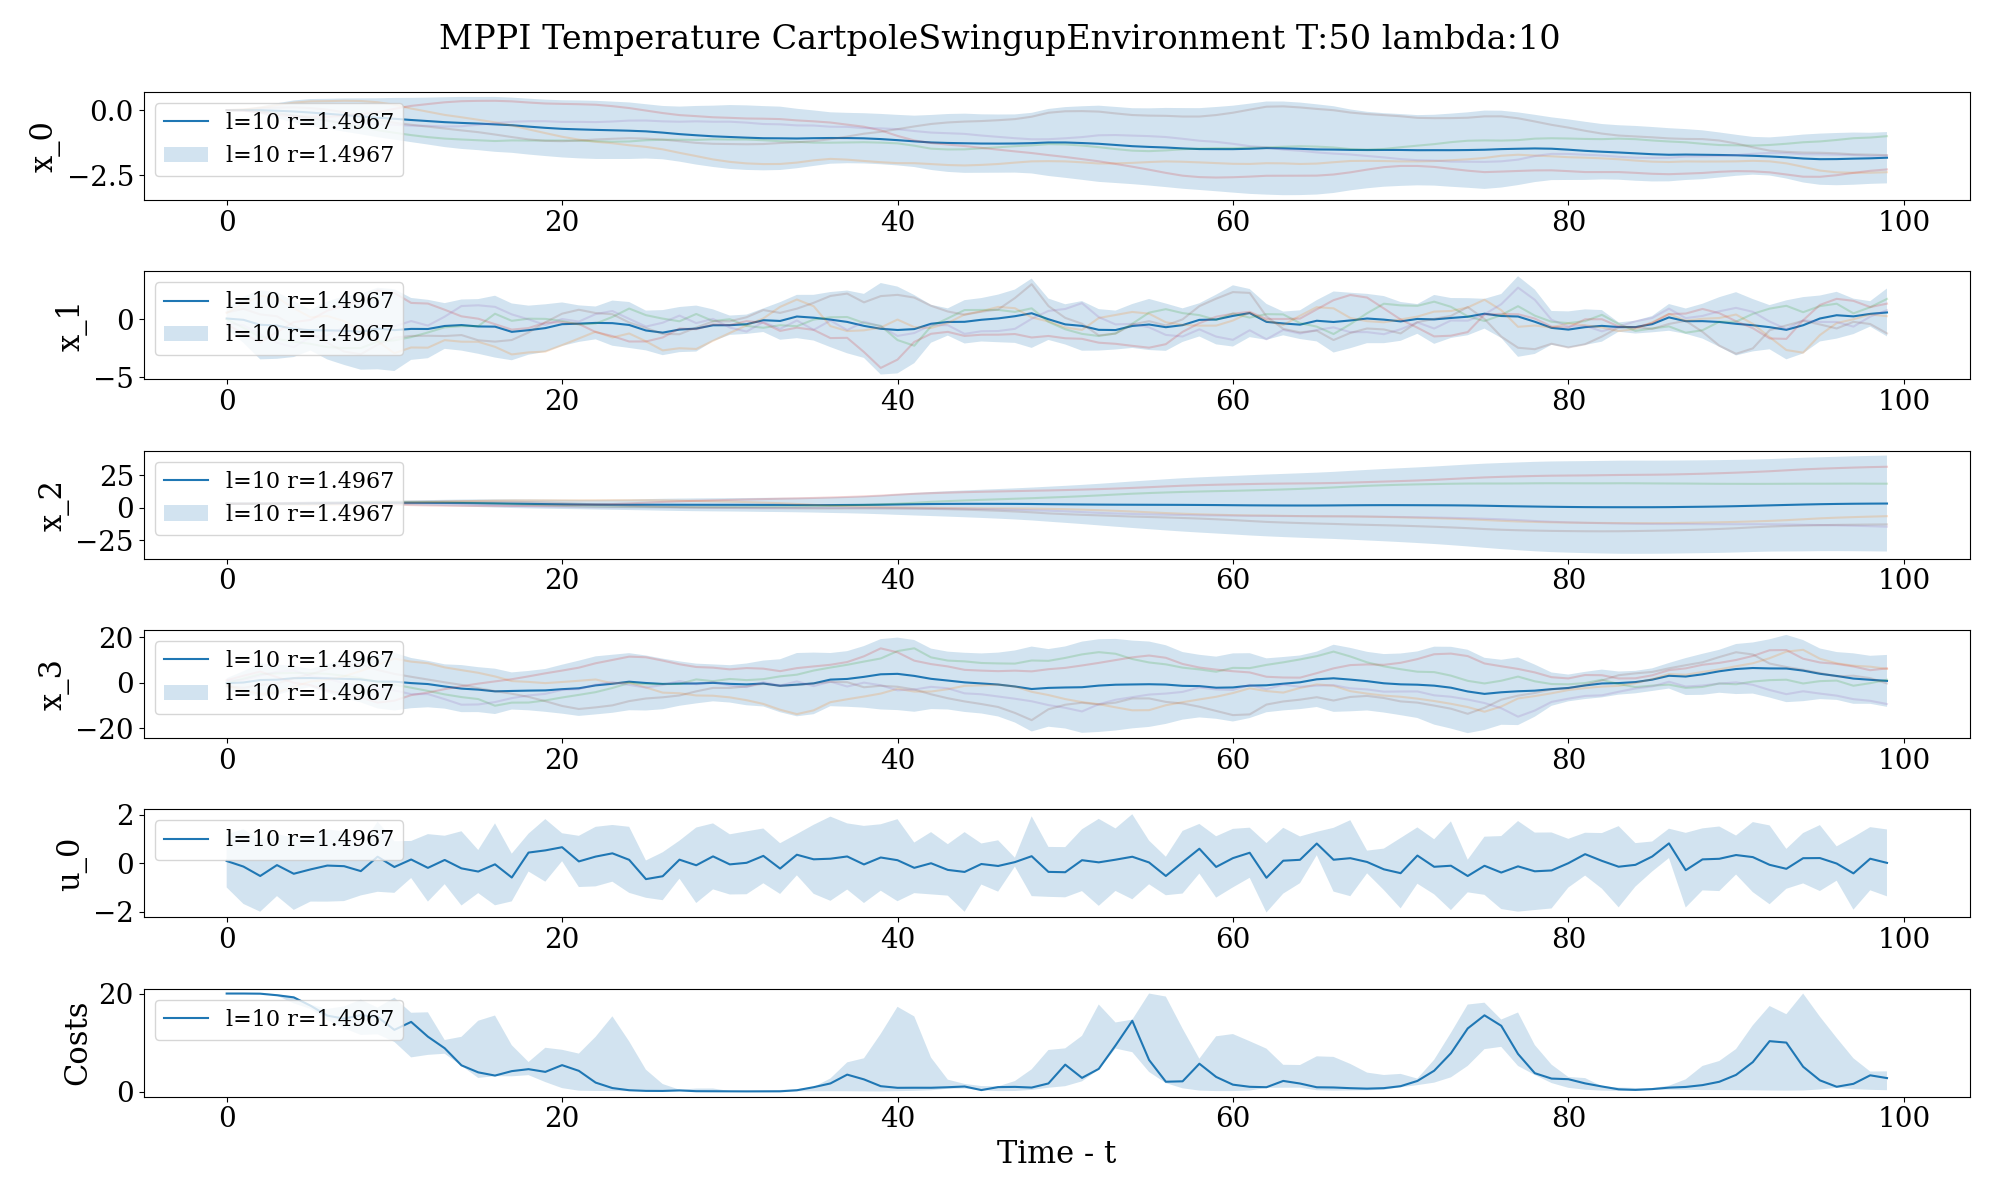 MPPI Temperature CartpoleSwingupEnvironment T:50 lambda:10
x_0
0.0
−2.5
l=10 r=1.4967
l=10 r=1.4967
0 20 40 60 80 100
x_1
0
−5
l=10 r=1.4967
l=10 r=1.4967
0 20 40 60 80 100
x_2
25
0
−25
l=10 r=1.4967
l=10 r=1.4967
0 20 40 60 80 100
x_3
20
0
−20
l=10 r=1.4967
l=10 r=1.4967
0 20 40 60 80 100
u_0
2
0
−2
l=10 r=1.4967
0 20 40 60 80 100
Costs
20
0
l=10 r=1.4967
0 20 40 60 80 100
Time - t